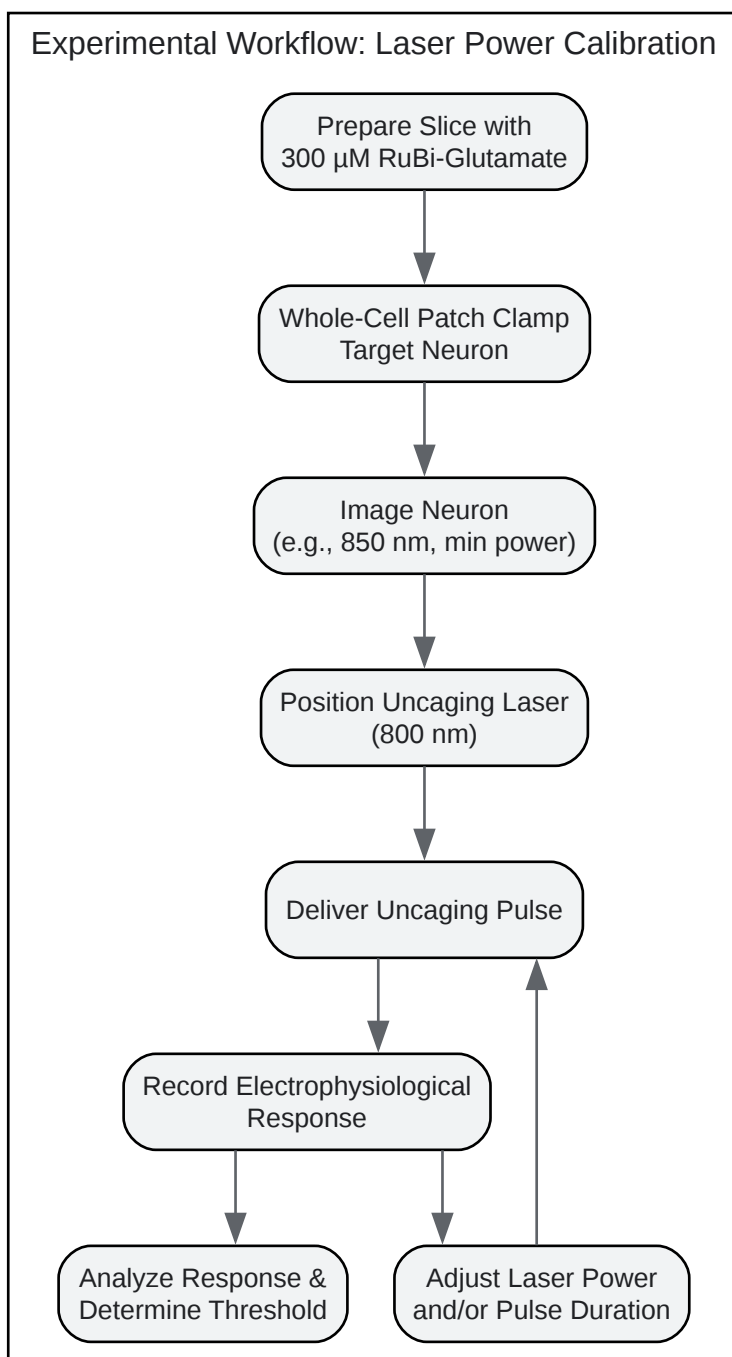 Experimental Workflow: Laser Power Calibration
Prepare Slice with
300 µM RuBi-Glutamate
Whole-Cell Patch Clamp
Target Neuron
Image Neuron
(e.g., 850 nm, min power)
Position Uncaging Laser
(800 nm)
Deliver Uncaging Pulse
Record Electrophysiological
Response
Analyze Response &
Determine Threshold
Adjust Laser Power
and/or Pulse Duration